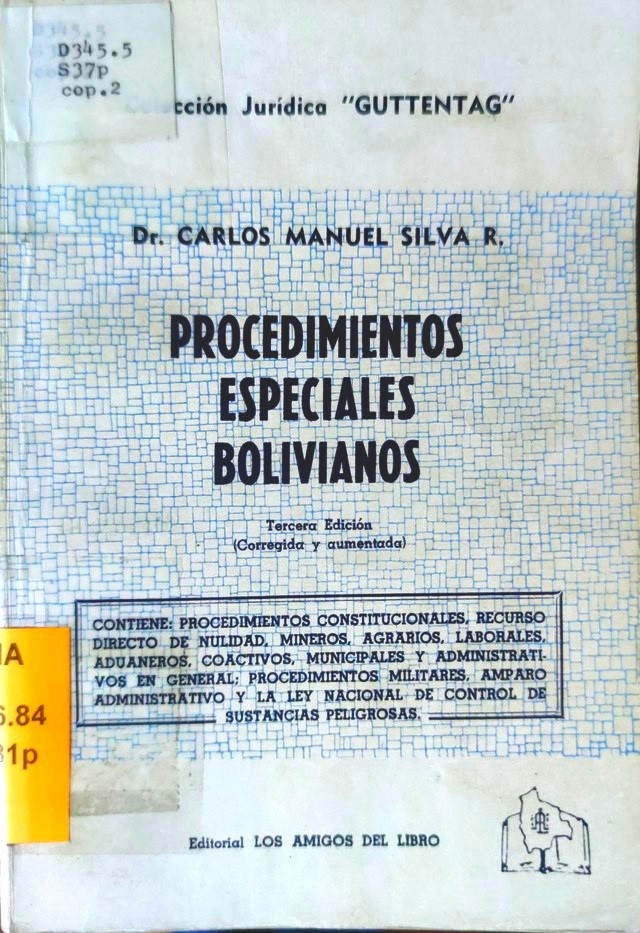 D345.5
S37p
cop.2
cción Jurídica "GUTTENTAG"
Dr. CARLOS MANUEL SILVA R.
PROCEDIMIENTOS
ESPECIALES
BOLIVIANOS
Tercera Edición
(Corregida y aumentada)
CONTIENE: PROCEDIMIENTOS CONSTITUCIONALES, RECURSO
DIRECTO DE NULIDAD, MINEROS, AGRARIOS, LABORALES,
ADUANEROS, COACTIVOS, MUNICIPALES Y ADMINISTRATI-
VOS EN GENERAL; PROCEDIMIENTOS MILITARES, AMPARO
ADMINISTRATIVO Y LA LEY NACIONAL DE CONTROL DE
SUSTANCIAS PELIGROSAS.
IA
6.84
31p
Editorial LOS AMIGOS DEL LIBRO